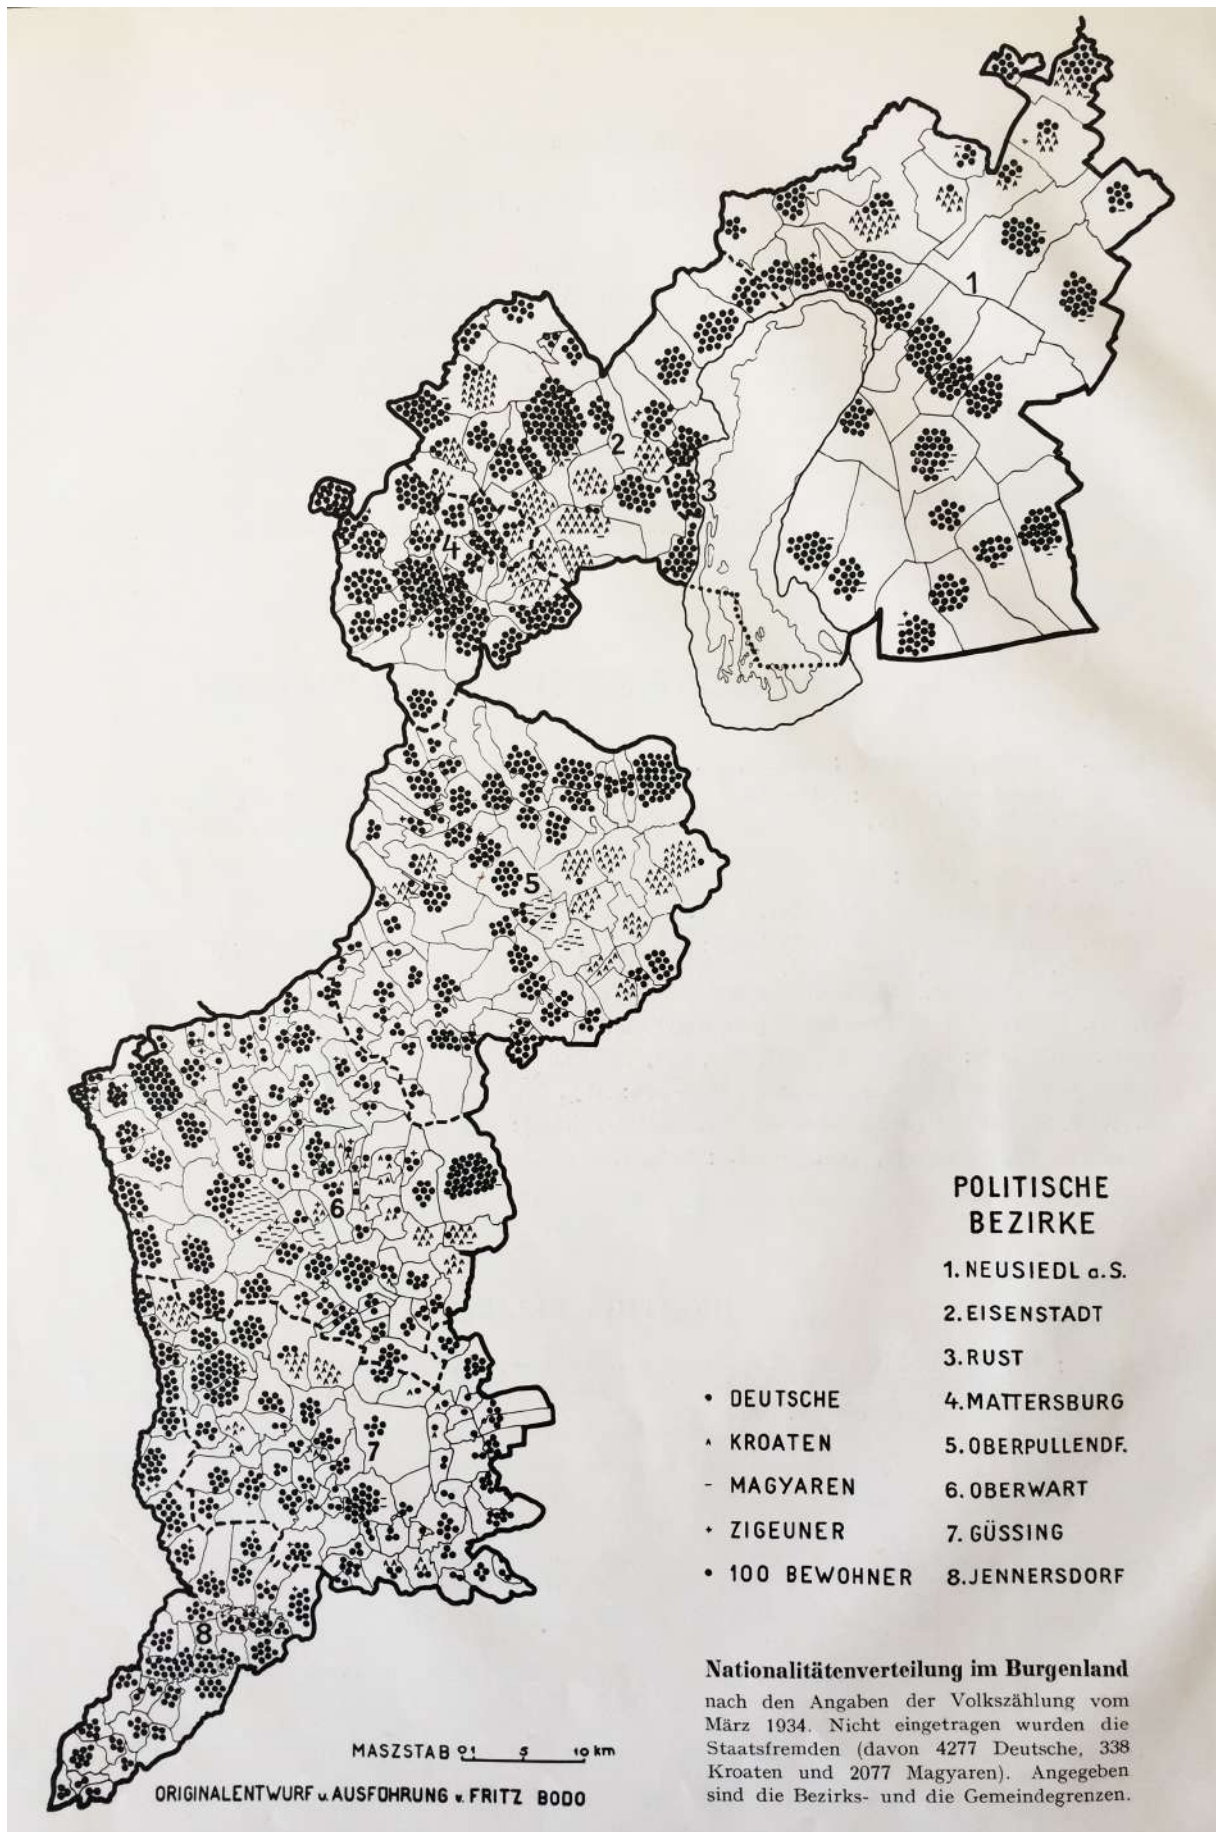 1
2
3
4
5
6
7
8
POLITISCHE
BEZIRKE
1. NEUSIEDL a.S.
2. EISENSTADT
3. RUST
4. MATTERSBURG
5. OBERPULLENDF.
6. OBERWART
7. GÜSSING
8. JENNERSDORF
• DEUTSCHE
^ KROATEN
- MAGYAREN
+ ZIGEUNER
• 100 BEWOHNER
Nationalitätenverteilung im Burgenland
nach den Angaben der Volkszählung vom
März 1934. Nicht eingetragen wurden die
Staatsfremden (davon 4277 Deutsche, 338
Kroaten und 2077 Magyaren). Angegeben
sind die Bezirks- und die Gemeindegrenzen.
MASZSTAB 0 1 5 10 km
ORIGINALENTWURF u. AUSFÜHRUNG v. FRITZ BODO